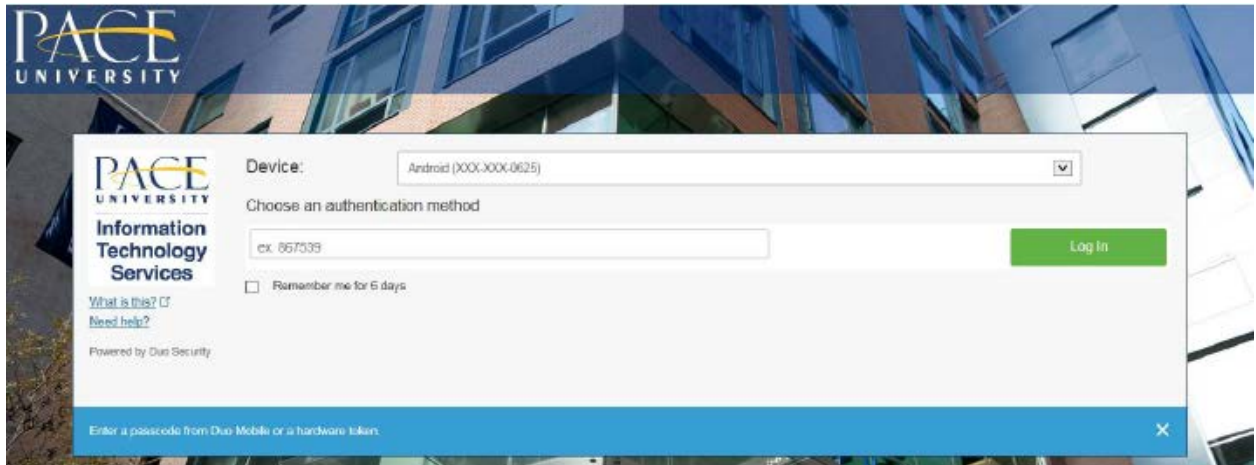 PACE
UNIVERSITY
PACE
UNIVERSITY
Information
Technology
Services
What is this?
Need help?
Powered by Duo Security
Device:
Android (XXX-XXX-0625)
Choose an authentication method
ex. 867539
Log In
Remember me for 6 days
Enter a passcode from Duo Mobile or a hardware token.